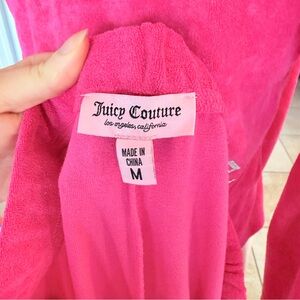 Juicy Couture
los angeles, california
MADE IN
CHINA
M